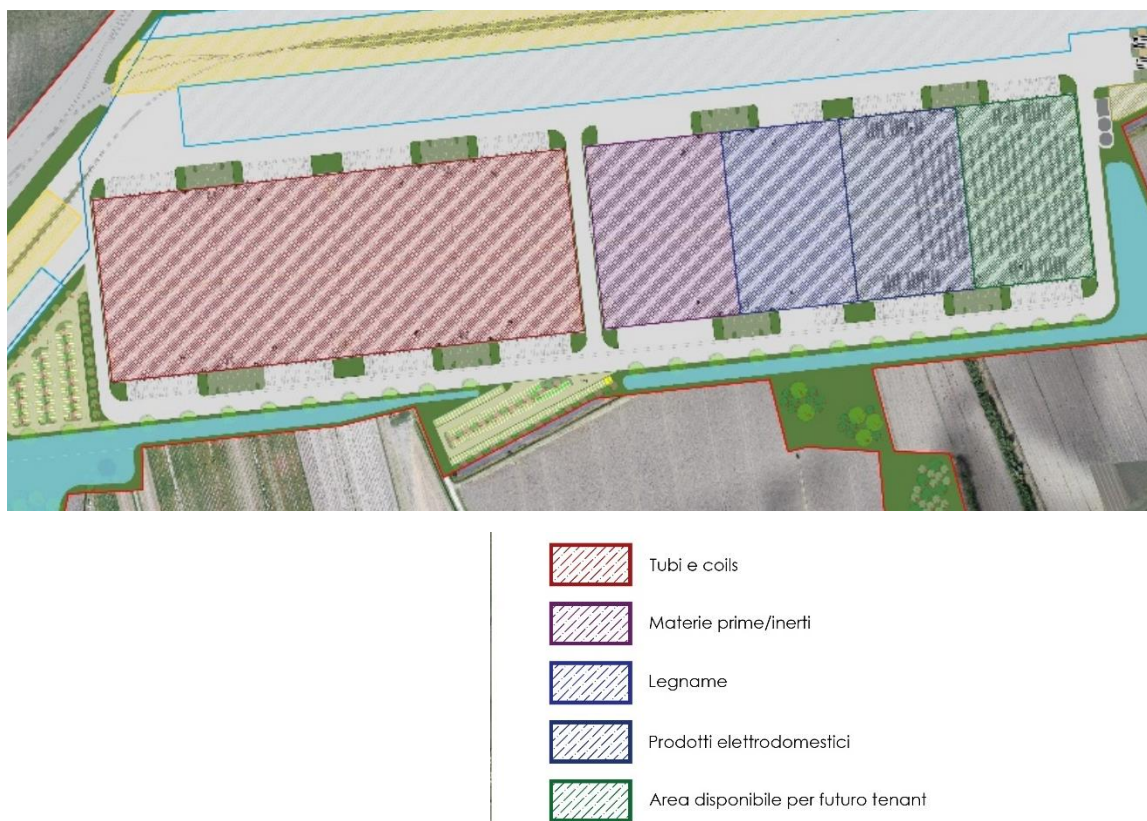 Tubi e coils
Materie prime/inerti
Legname
Prodotti elettrodomestici
Area disponibile per futuro tenant